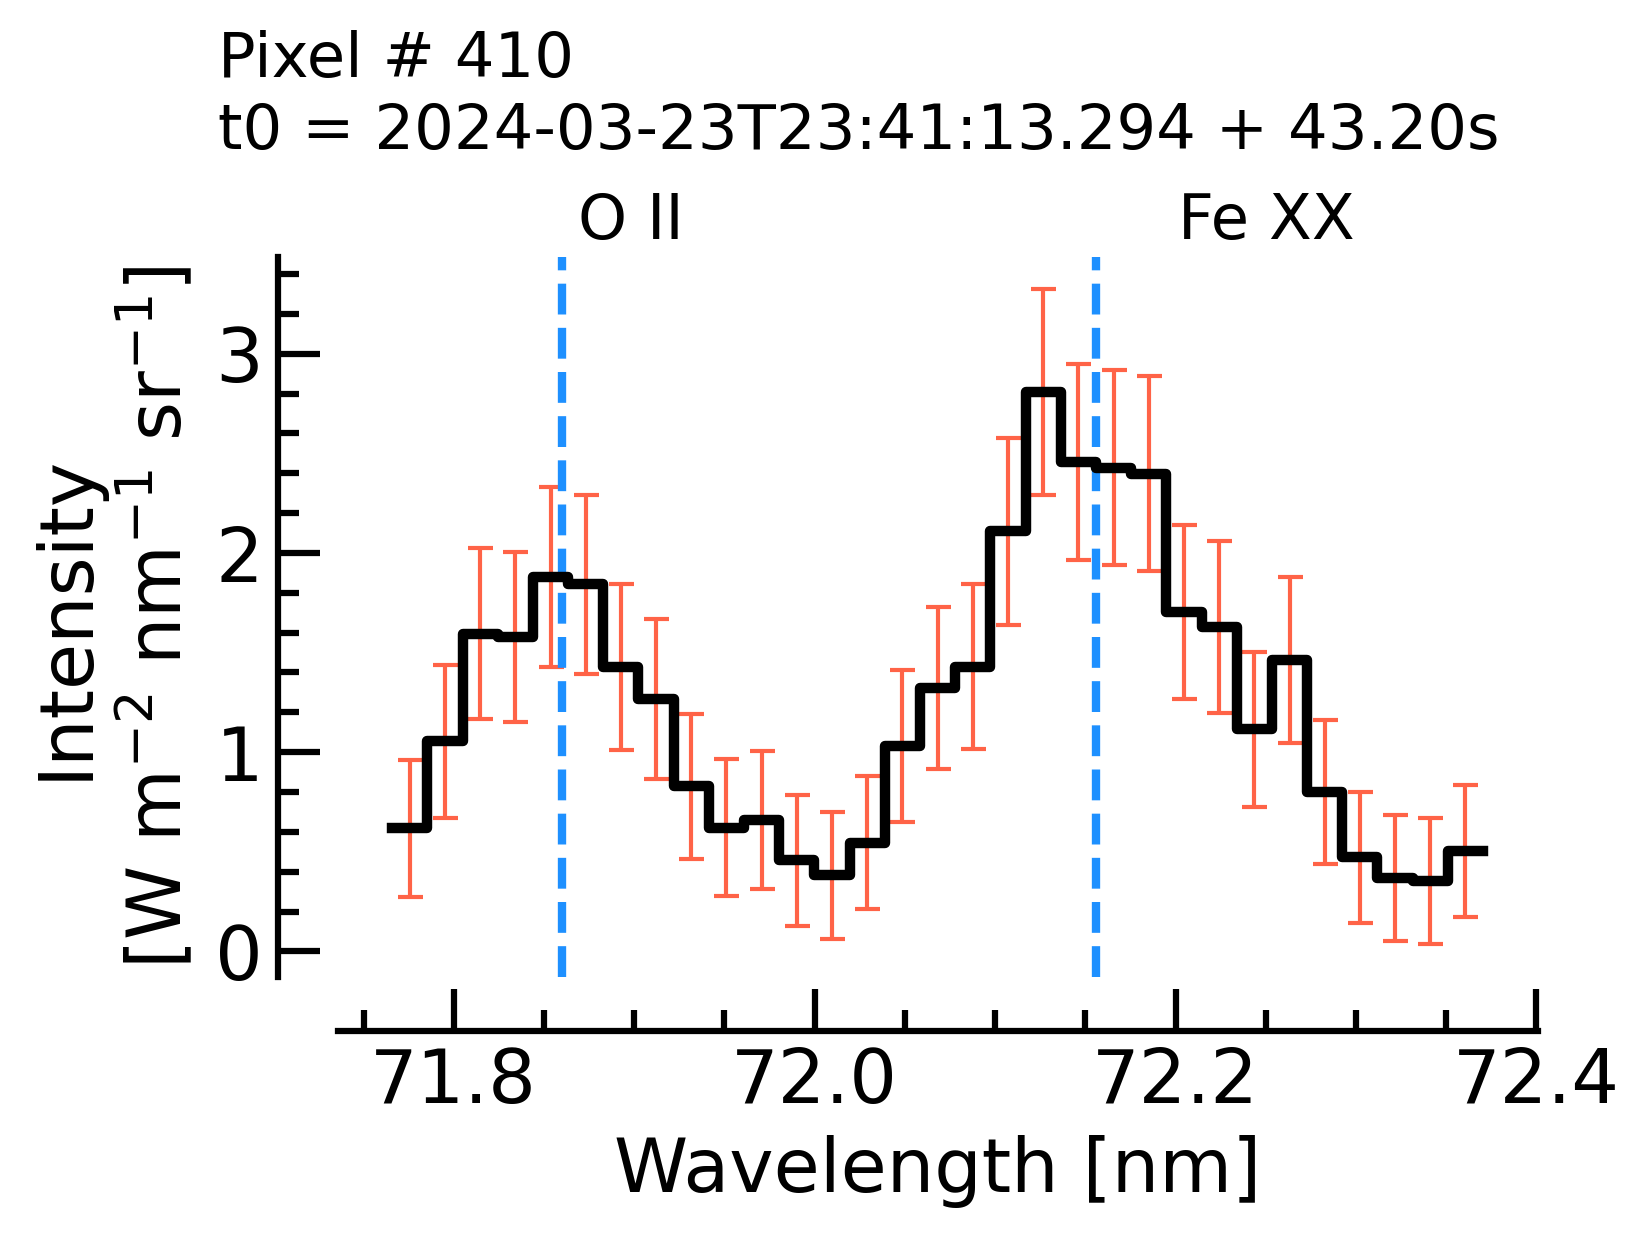 Pixel # 410
t0 = 2024-03-23T23:41:13.294 + 43.20s
O II
Fe XX
Intensity
[W m⁻² nm⁻¹ sr⁻¹]
3
2
1
0
71.8
72.0
72.2
72.4
Wavelength [nm]